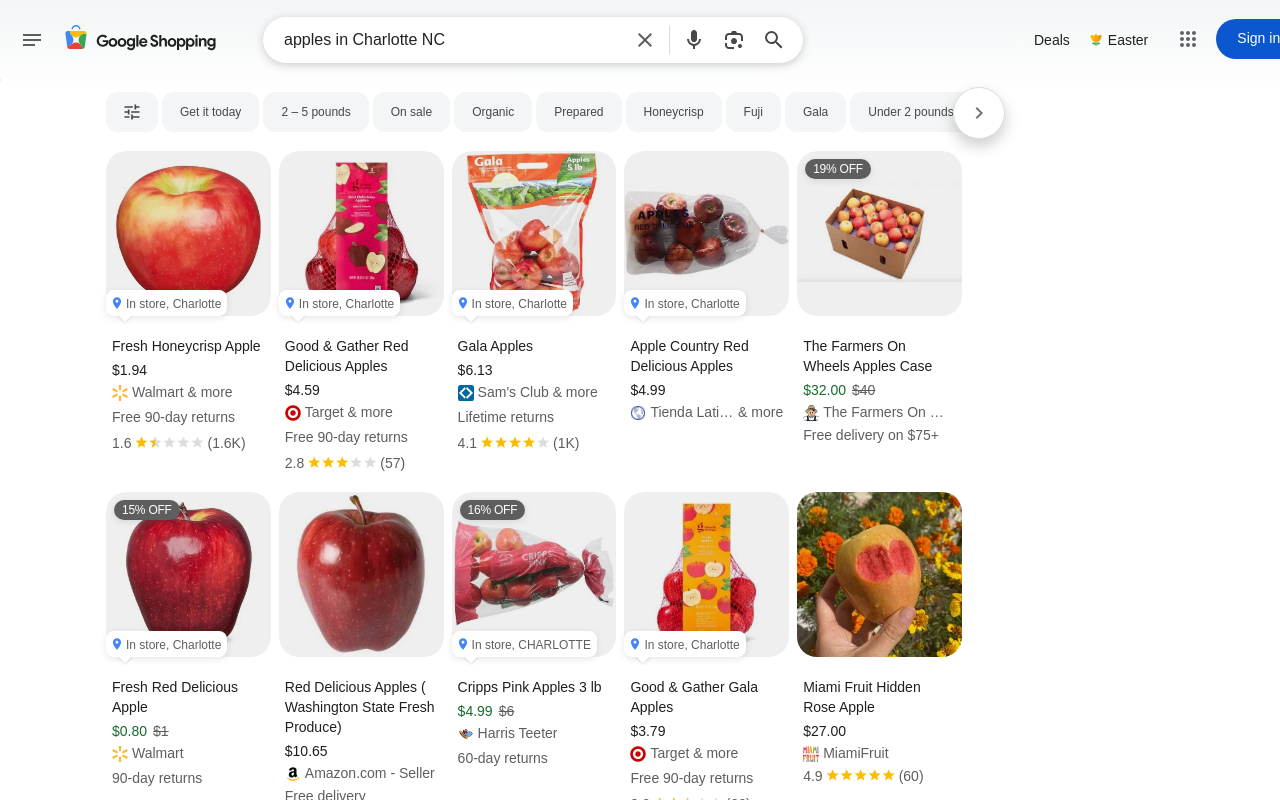 Google Shopping
apples in Charlotte NC
Deals
Easter
Sign in
Get it today
2 – 5 pounds
On sale
Organic
Prepared
Honeycrisp
Fuji
Gala
Under 2 pounds
Gala
Apples
5 lb
APPLES
RED DELICIOUS
19% OFF
In store, Charlotte
In store, Charlotte
In store, Charlotte
In store, Charlotte
Fresh Honeycrisp Apple
$1.94
Walmart & more
Free 90-day returns
1.6 (1.6K)
Good & Gather Red
Delicious Apples
$4.59
Target & more
Free 90-day returns
2.8 (57)
Gala Apples
$6.13
Sam's Club & more
Lifetime returns
4.1 (1K)
Apple Country Red
Delicious Apples
$4.99
Tienda Lati… & more
The Farmers On
Wheels Apples Case
$32.00 $40
The Farmers On …
Free delivery on $75+
15% OFF
16% OFF
CRIPPS
In store, Charlotte
In store, CHARLOTTE
In store, Charlotte
Fresh Red Delicious
Apple
$0.80 $1
Walmart
90-day returns
Red Delicious Apples (
Washington State Fresh
Produce)
$10.65
Amazon.com - Seller
Free delivery
Cripps Pink Apples 3 lb
$4.99 $6
Harris Teeter
60-day returns
Good & Gather Gala
Apples
$3.79
Target & more
Free 90-day returns
Miami Fruit Hidden
Rose Apple
$27.00
MIAMI
FRUIT
MiamiFruit
4.9 (60)